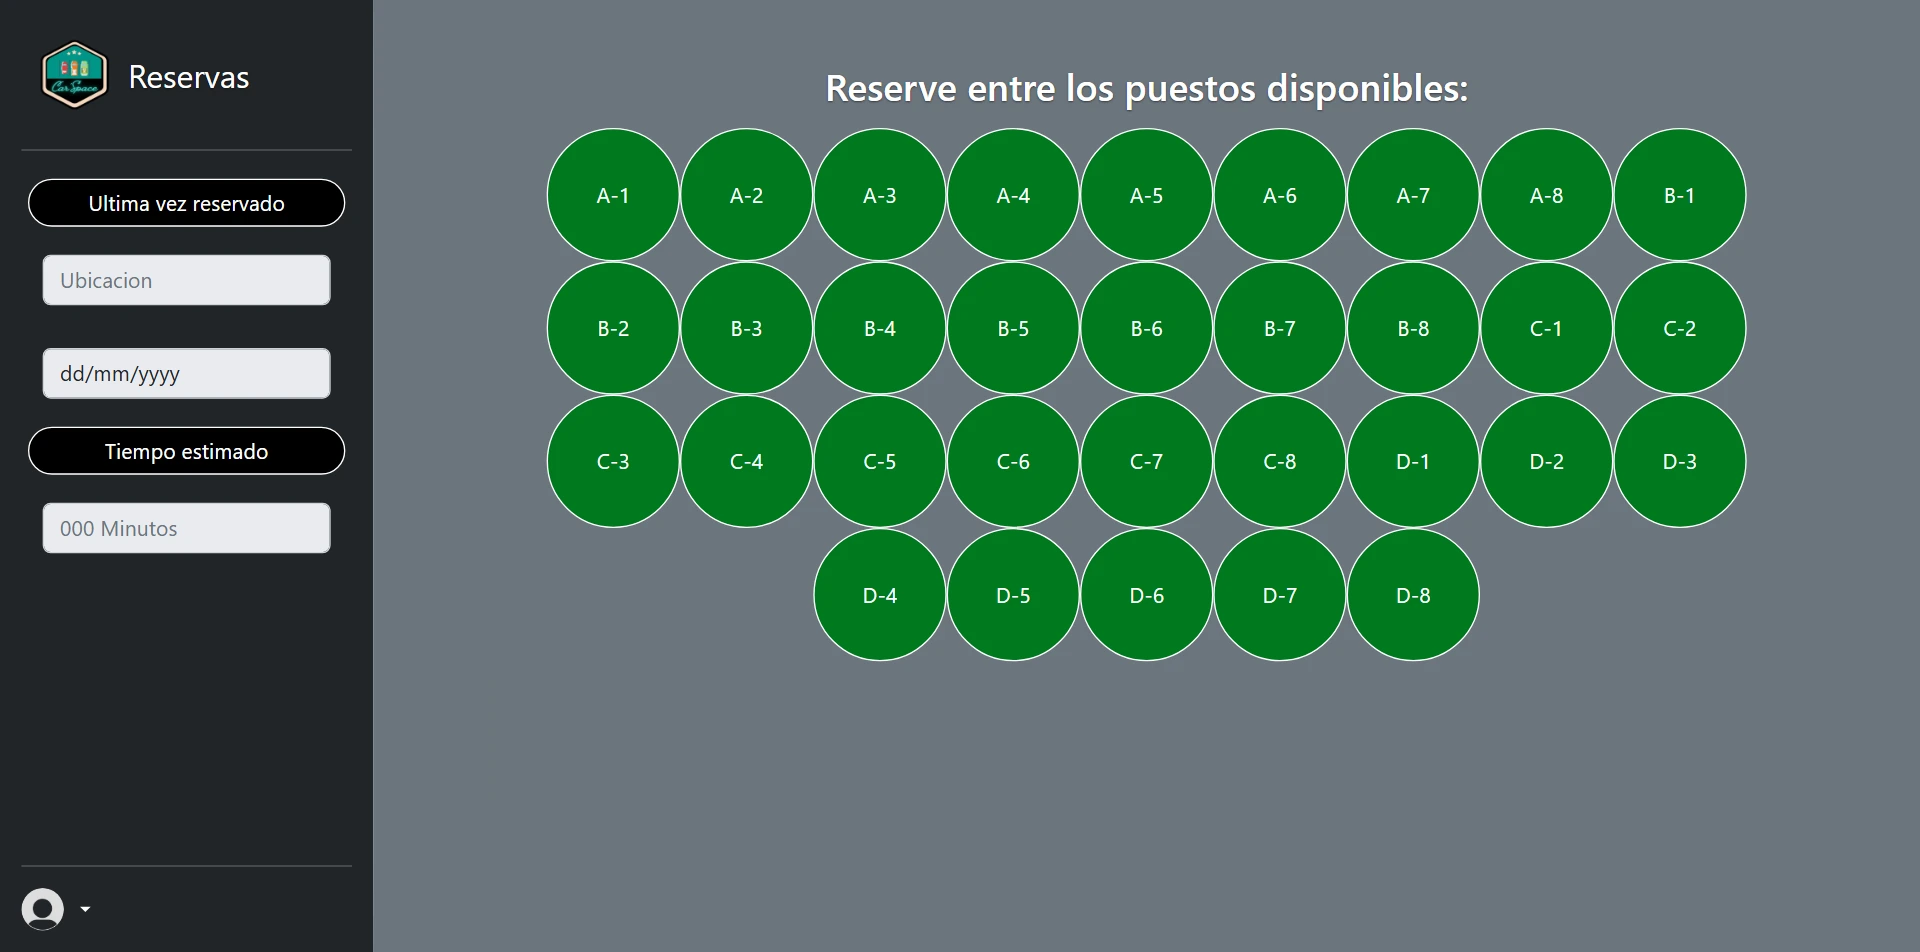 Car Space
Reservas
Ultima vez reservado
Ubicacion
dd/mm/yyyy
Tiempo estimado
000 Minutos
Reserve entre los puestos disponibles:
A-1 A-2 A-3 A-4 A-5 A-6 A-7 A-8 B-1
B-2 B-3 B-4 B-5 B-6 B-7 B-8 C-1 C-2
C-3 C-4 C-5 C-6 C-7 C-8 D-1 D-2 D-3
D-4 D-5 D-6 D-7 D-8